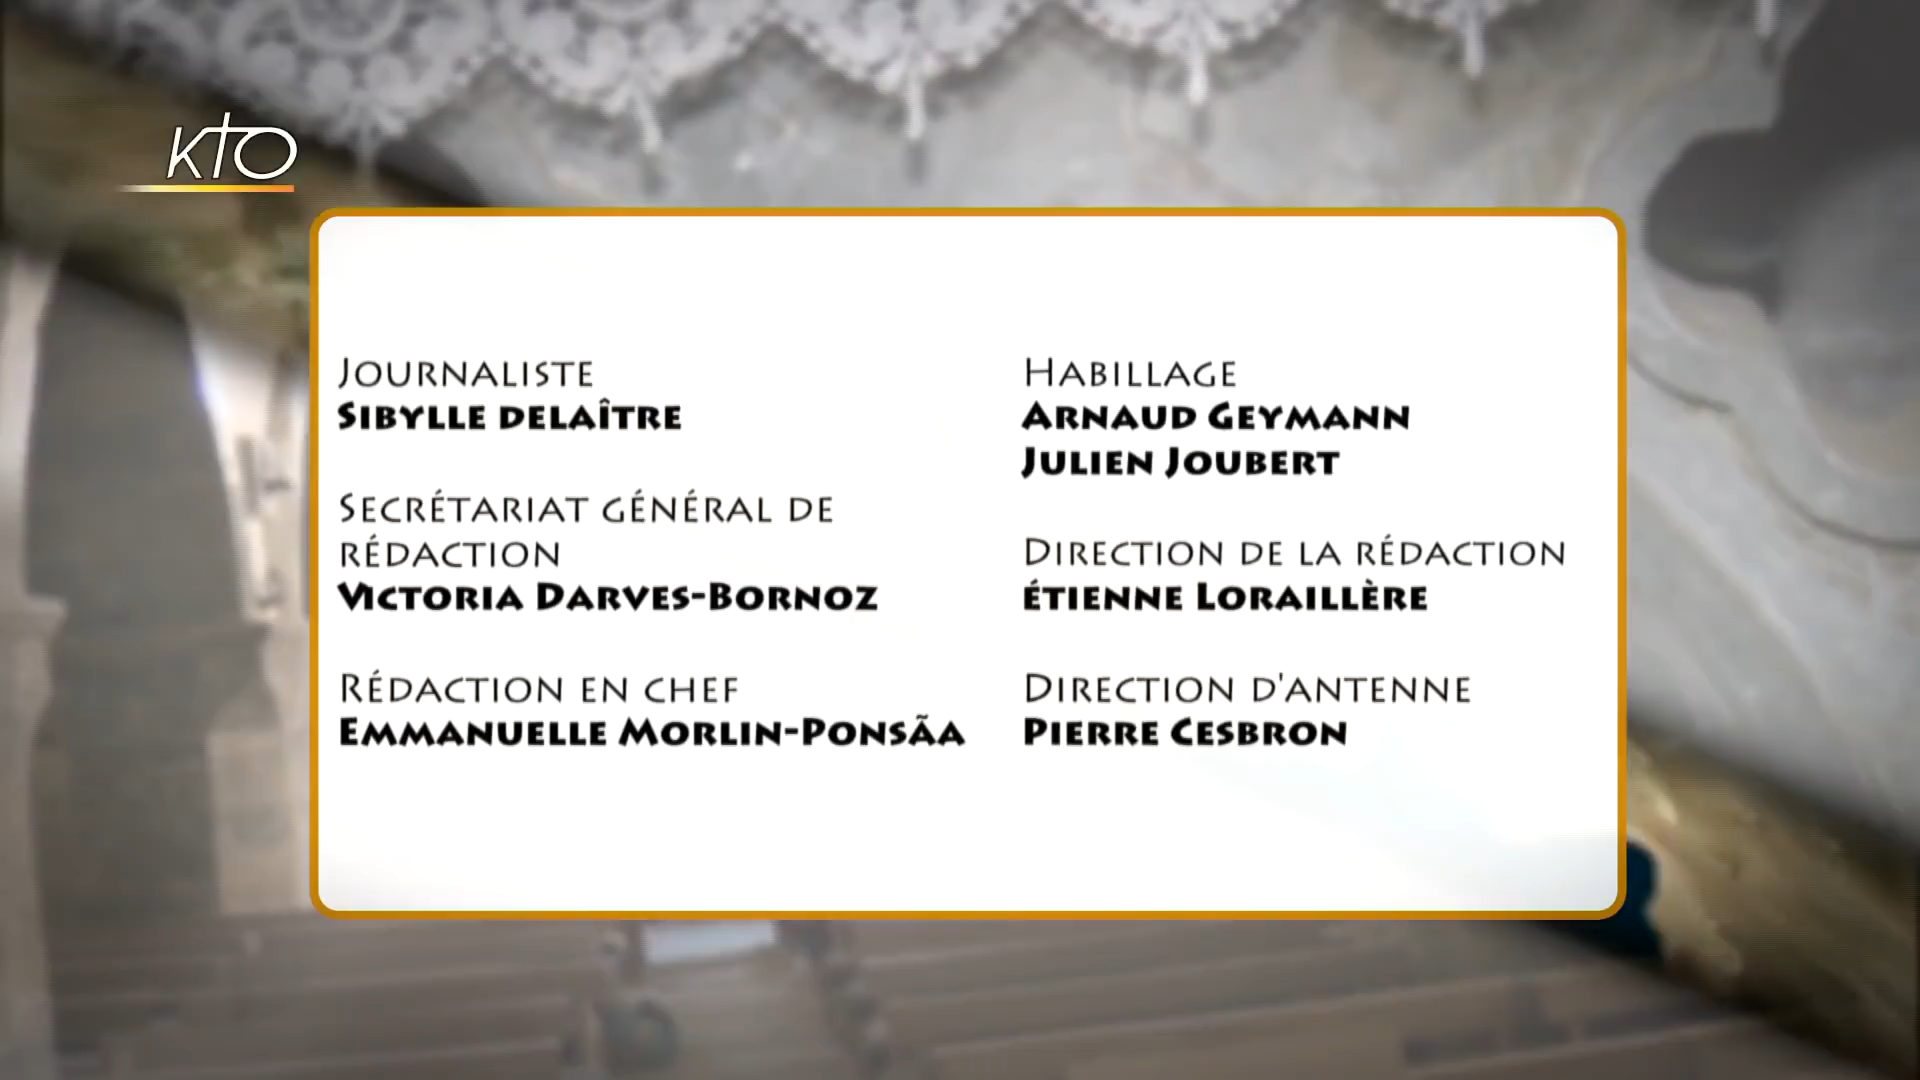 KTO
Journaliste
Sibylle delaître
Secrétariat général de
rédaction
Victoria Darves-Bornoz
Rédaction en chef
Emmanuelle Morlin-Ponsãa
Habillage
Arnaud Geymann
Julien Joubert
Direction de la rédaction
étienne Loraillère
Direction d'antenne
Pierre Cesbron